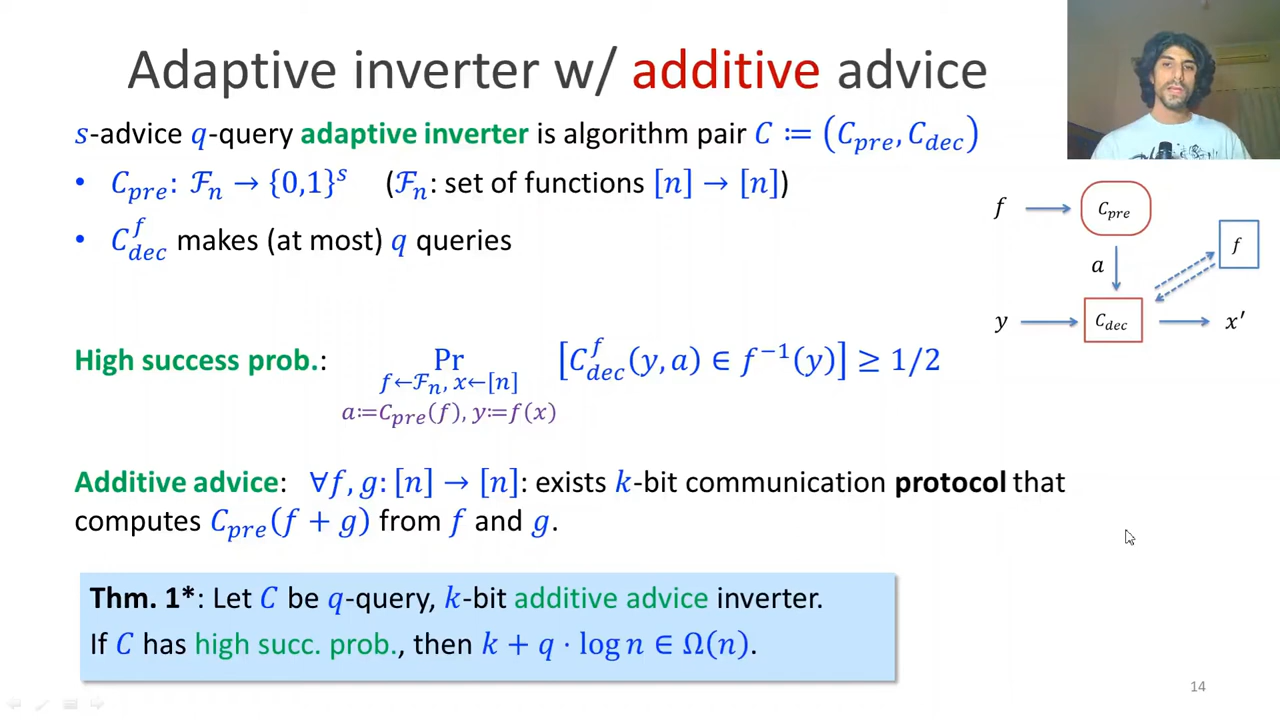 Adaptive inverter w/ additive advice
s-advice q-query adaptive inverter is algorithm pair C ≔ (C_pre, C_dec)
• C_pre: ℱ_n → {0,1}^s (ℱ_n: set of functions [n] → [n])
• C_dec^f makes (at most) q queries
f
C_pre
f
a
y
C_dec
x′
High success prob.: Pr [C_dec^f(y, a) ∈ f^{−1}(y)] ≥ 1/2
f←ℱ_n, x←[n]
a≔C_pre(f), y≔f(x)
Additive advice: ∀f, g: [n] → [n]: exists k-bit communication protocol that
computes C_pre(f + g) from f and g.
Thm. 1*: Let C be q-query, k-bit additive advice inverter.
If C has high succ. prob., then k + q · log n ∈ Ω(n).
14